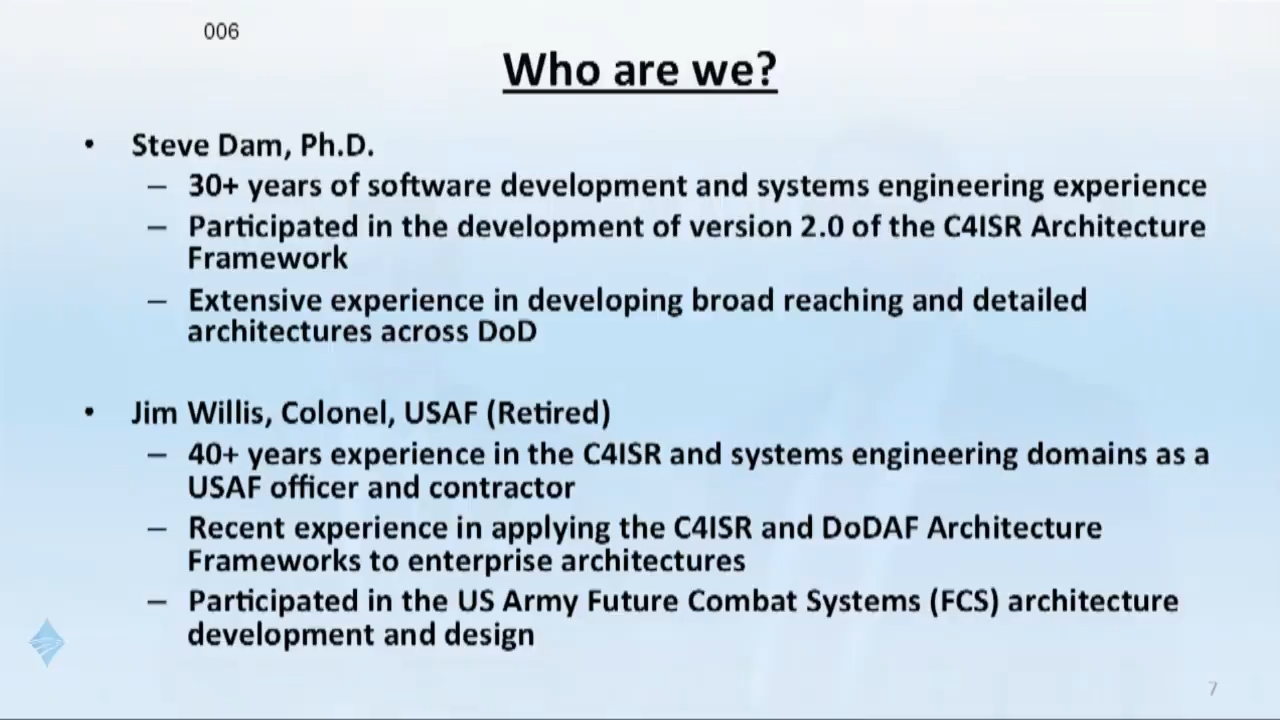 006
Who are we?
• Steve Dam, Ph.D.
– 30+ years of software development and systems engineering experience
– Participated in the development of version 2.0 of the C4ISR Architecture
Framework
– Extensive experience in developing broad reaching and detailed
architectures across DoD
• Jim Willis, Colonel, USAF (Retired)
– 40+ years experience in the C4ISR and systems engineering domains as a
USAF officer and contractor
– Recent experience in applying the C4ISR and DoDAF Architecture
Frameworks to enterprise architectures
– Participated in the US Army Future Combat Systems (FCS) architecture
development and design
7